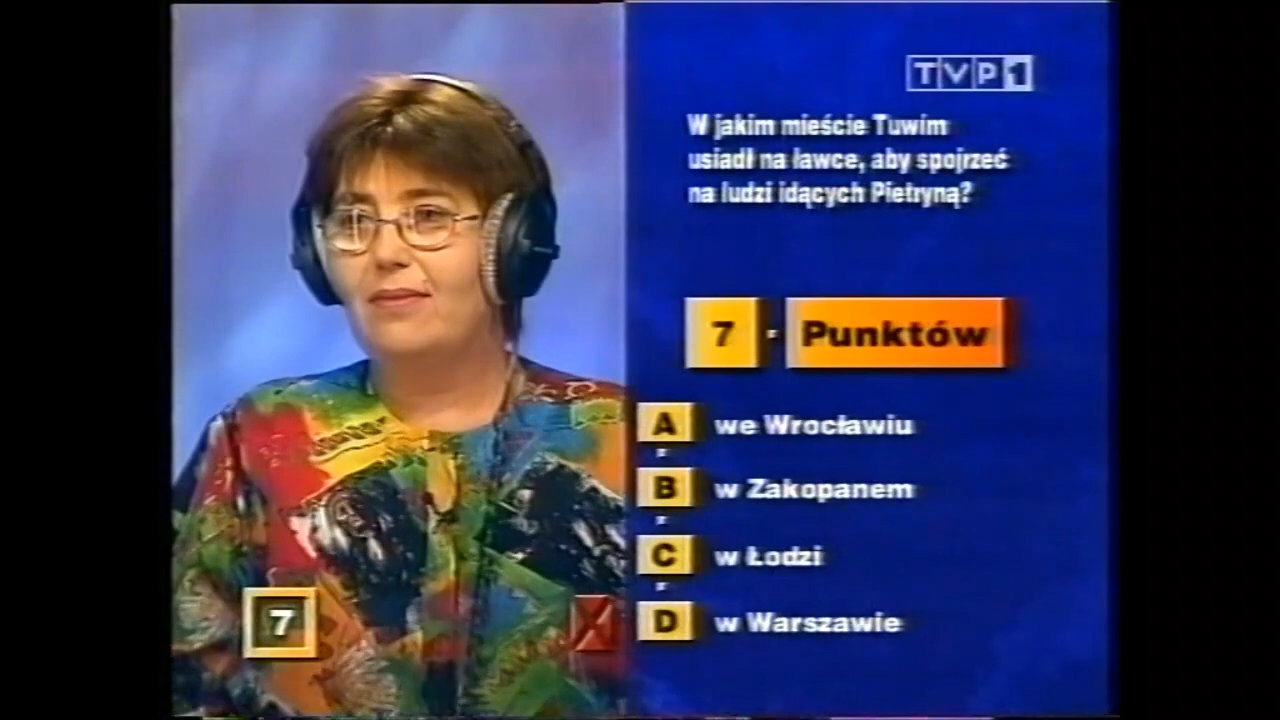 TVP1
W jakim mieście Tuwim
usiadł na ławce, aby spojrzeć
na ludzi idących Pietryną?
7 Punktów
A we Wrocławiu
B w Zakopanem
C w Łodzi
D w Warszawie
7
X